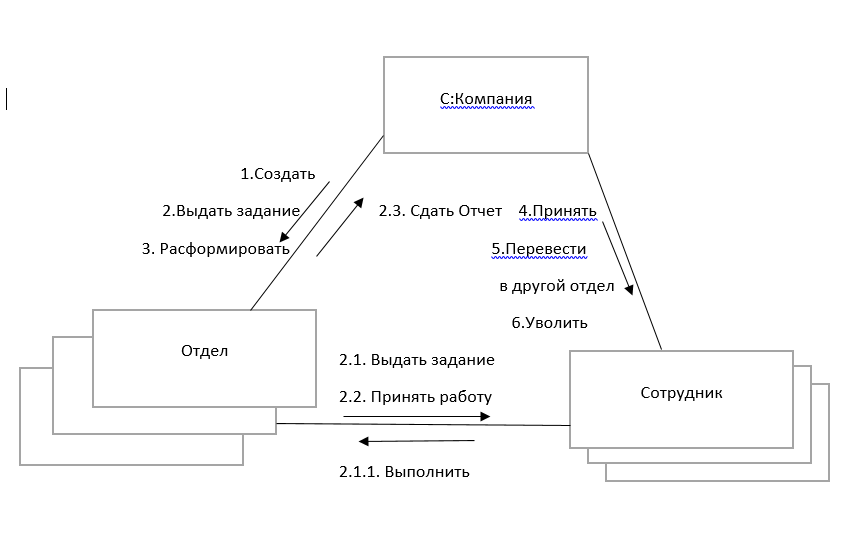 С:Компания
1.Создать
2.Выдать задание
3. Расформировать
2.3. Сдать Отчет
4.Принять
5.Перевести
в другой отдел
6.Уволить
Отдел
2.1. Выдать задание
2.2. Принять работу
2.1.1. Выполнить
Сотрудник